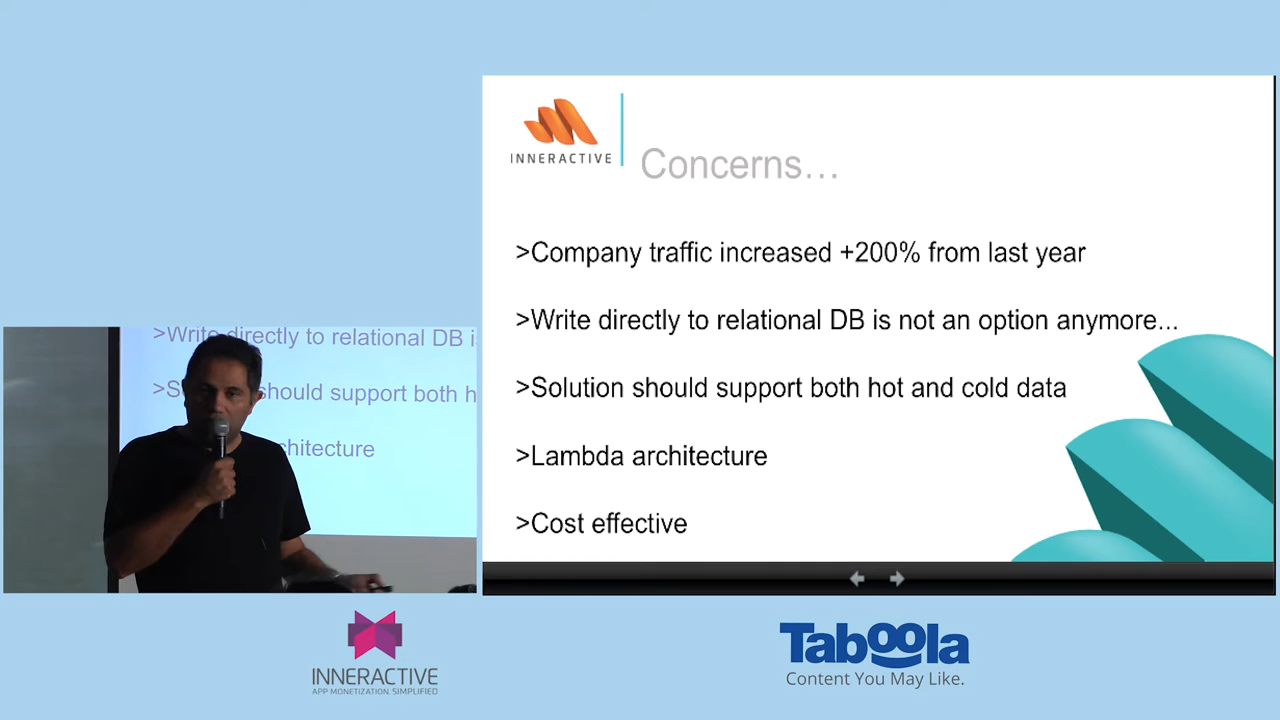 INNERACTIVE
Concerns…
>Company traffic increased +200% from last year
>Write directly to relational DB is not an option anymore...
>Solution should support both hot and cold data
>Lambda architecture
>Cost effective
>Write directly to relational DB
should support both h
chitecture
INNERACTIVE
APP MONETIZATION. SIMPLIFIED
Taboola
Content You May Like.